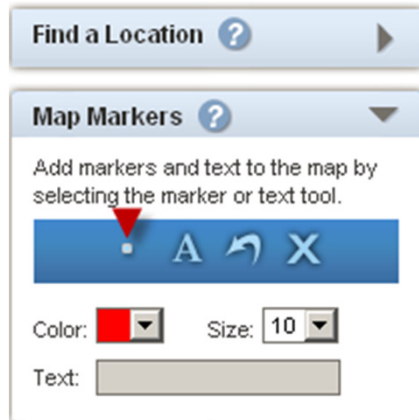 Find a Location ?
Map Markers ?
Add markers and text to the map by
selecting the marker or text tool.
A
Color: Size: 10
Text: